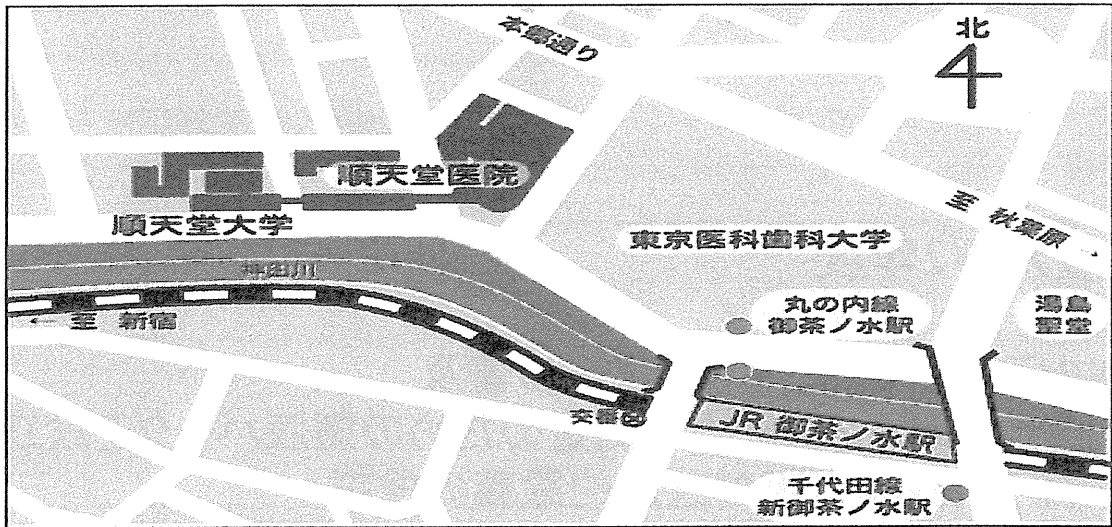 本郷通り
北
順天堂医院
順天堂大学
至 秋葉原 →
東京医科歯科大学
神田川
丸の内線
御茶ノ水駅
湯島
聖堂
← 至 新宿
交番
JR 御茶ノ水駅
千代田線
新御茶ノ水駅